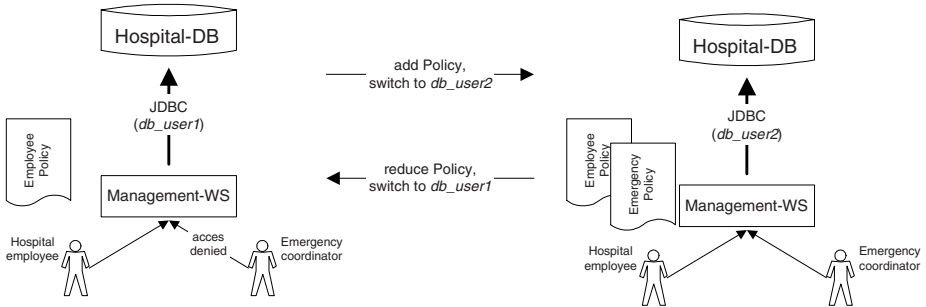 Hospital-DB
JDBC
(db_user1)
Employee
Policy
Management-WS
Hospital
employee
acces
denied
Emergency
coordinator
add Policy,
switch to db_user2
reduce Policy,
switch to db_user1
Hospital-DB
JDBC
(db_user2)
Employee
Policy
Emergency
Policy
Management-WS
Hospital
employee
Emergency
coordinator